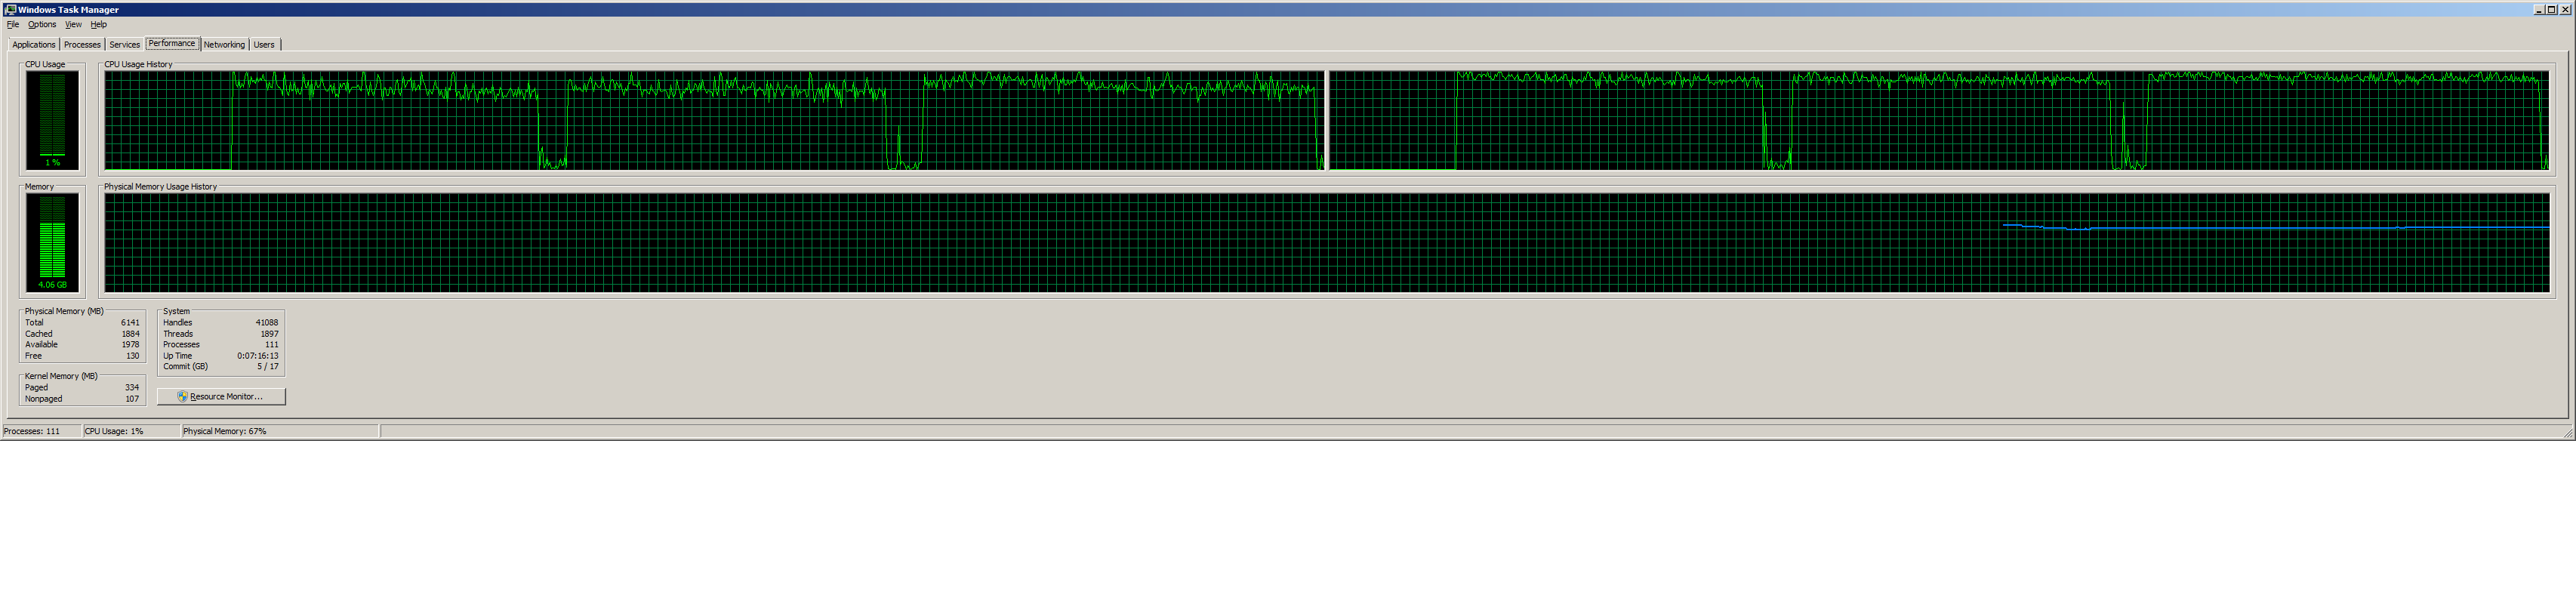 Windows Task Manager
File Options View Help
Applications Processes Services Performance Networking Users
CPU Usage CPU Usage History
1 %
Memory Physical Memory Usage History
4.06 GB
Physical Memory (MB)
Total 6141
Cached 1884
Available 1978
Free 130
Kernel Memory (MB)
Paged 334
Nonpaged 107
System
Handles 41088
Threads 1897
Processes 111
Up Time 0:07:16:13
Commit (GB) 5 / 17
Resource Monitor...
Processes: 111 CPU Usage: 1% Physical Memory: 67%